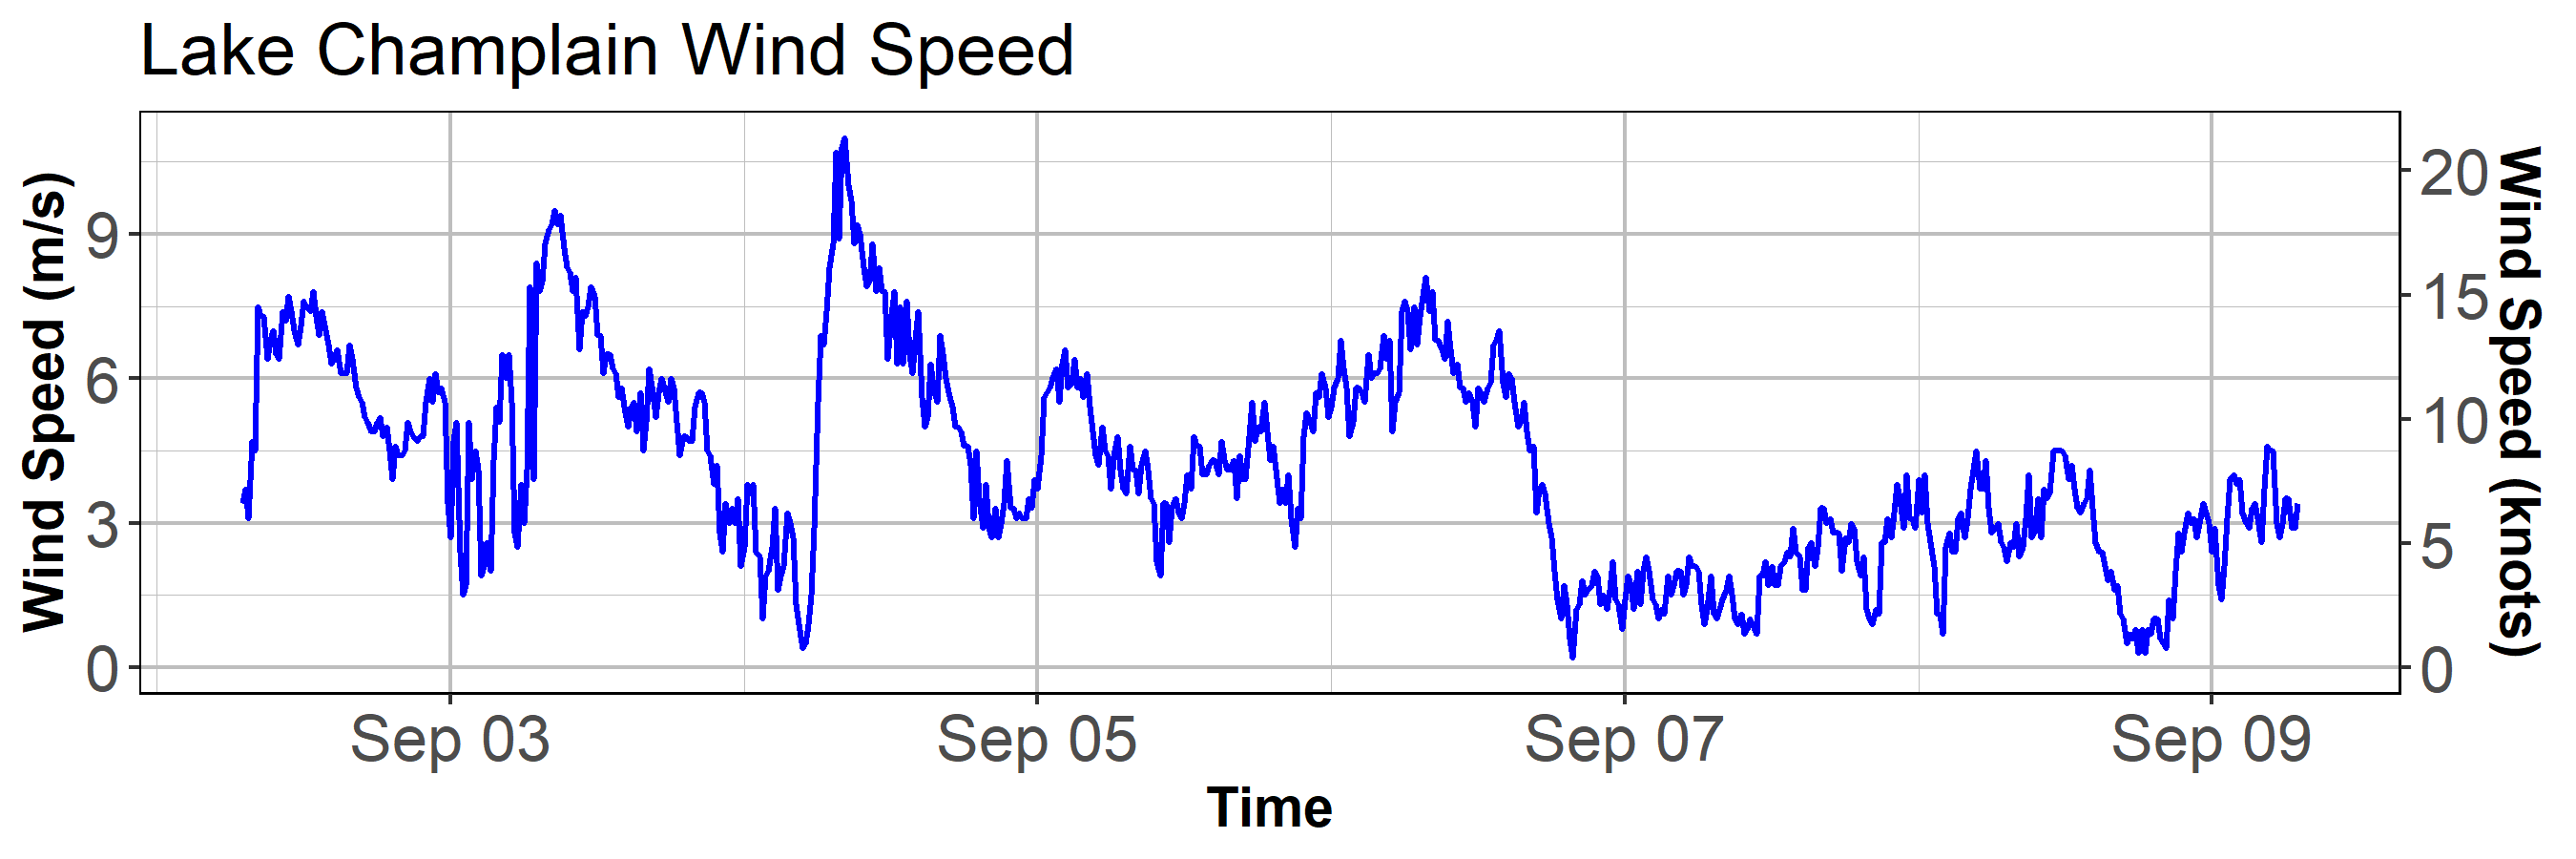 Lake Champlain Wind Speed
Wind Speed (m/s)
9
6
3
0
20
15
10
5
0
Wind Speed (knots)
Sep 03
Sep 05
Sep 07
Sep 09
Time